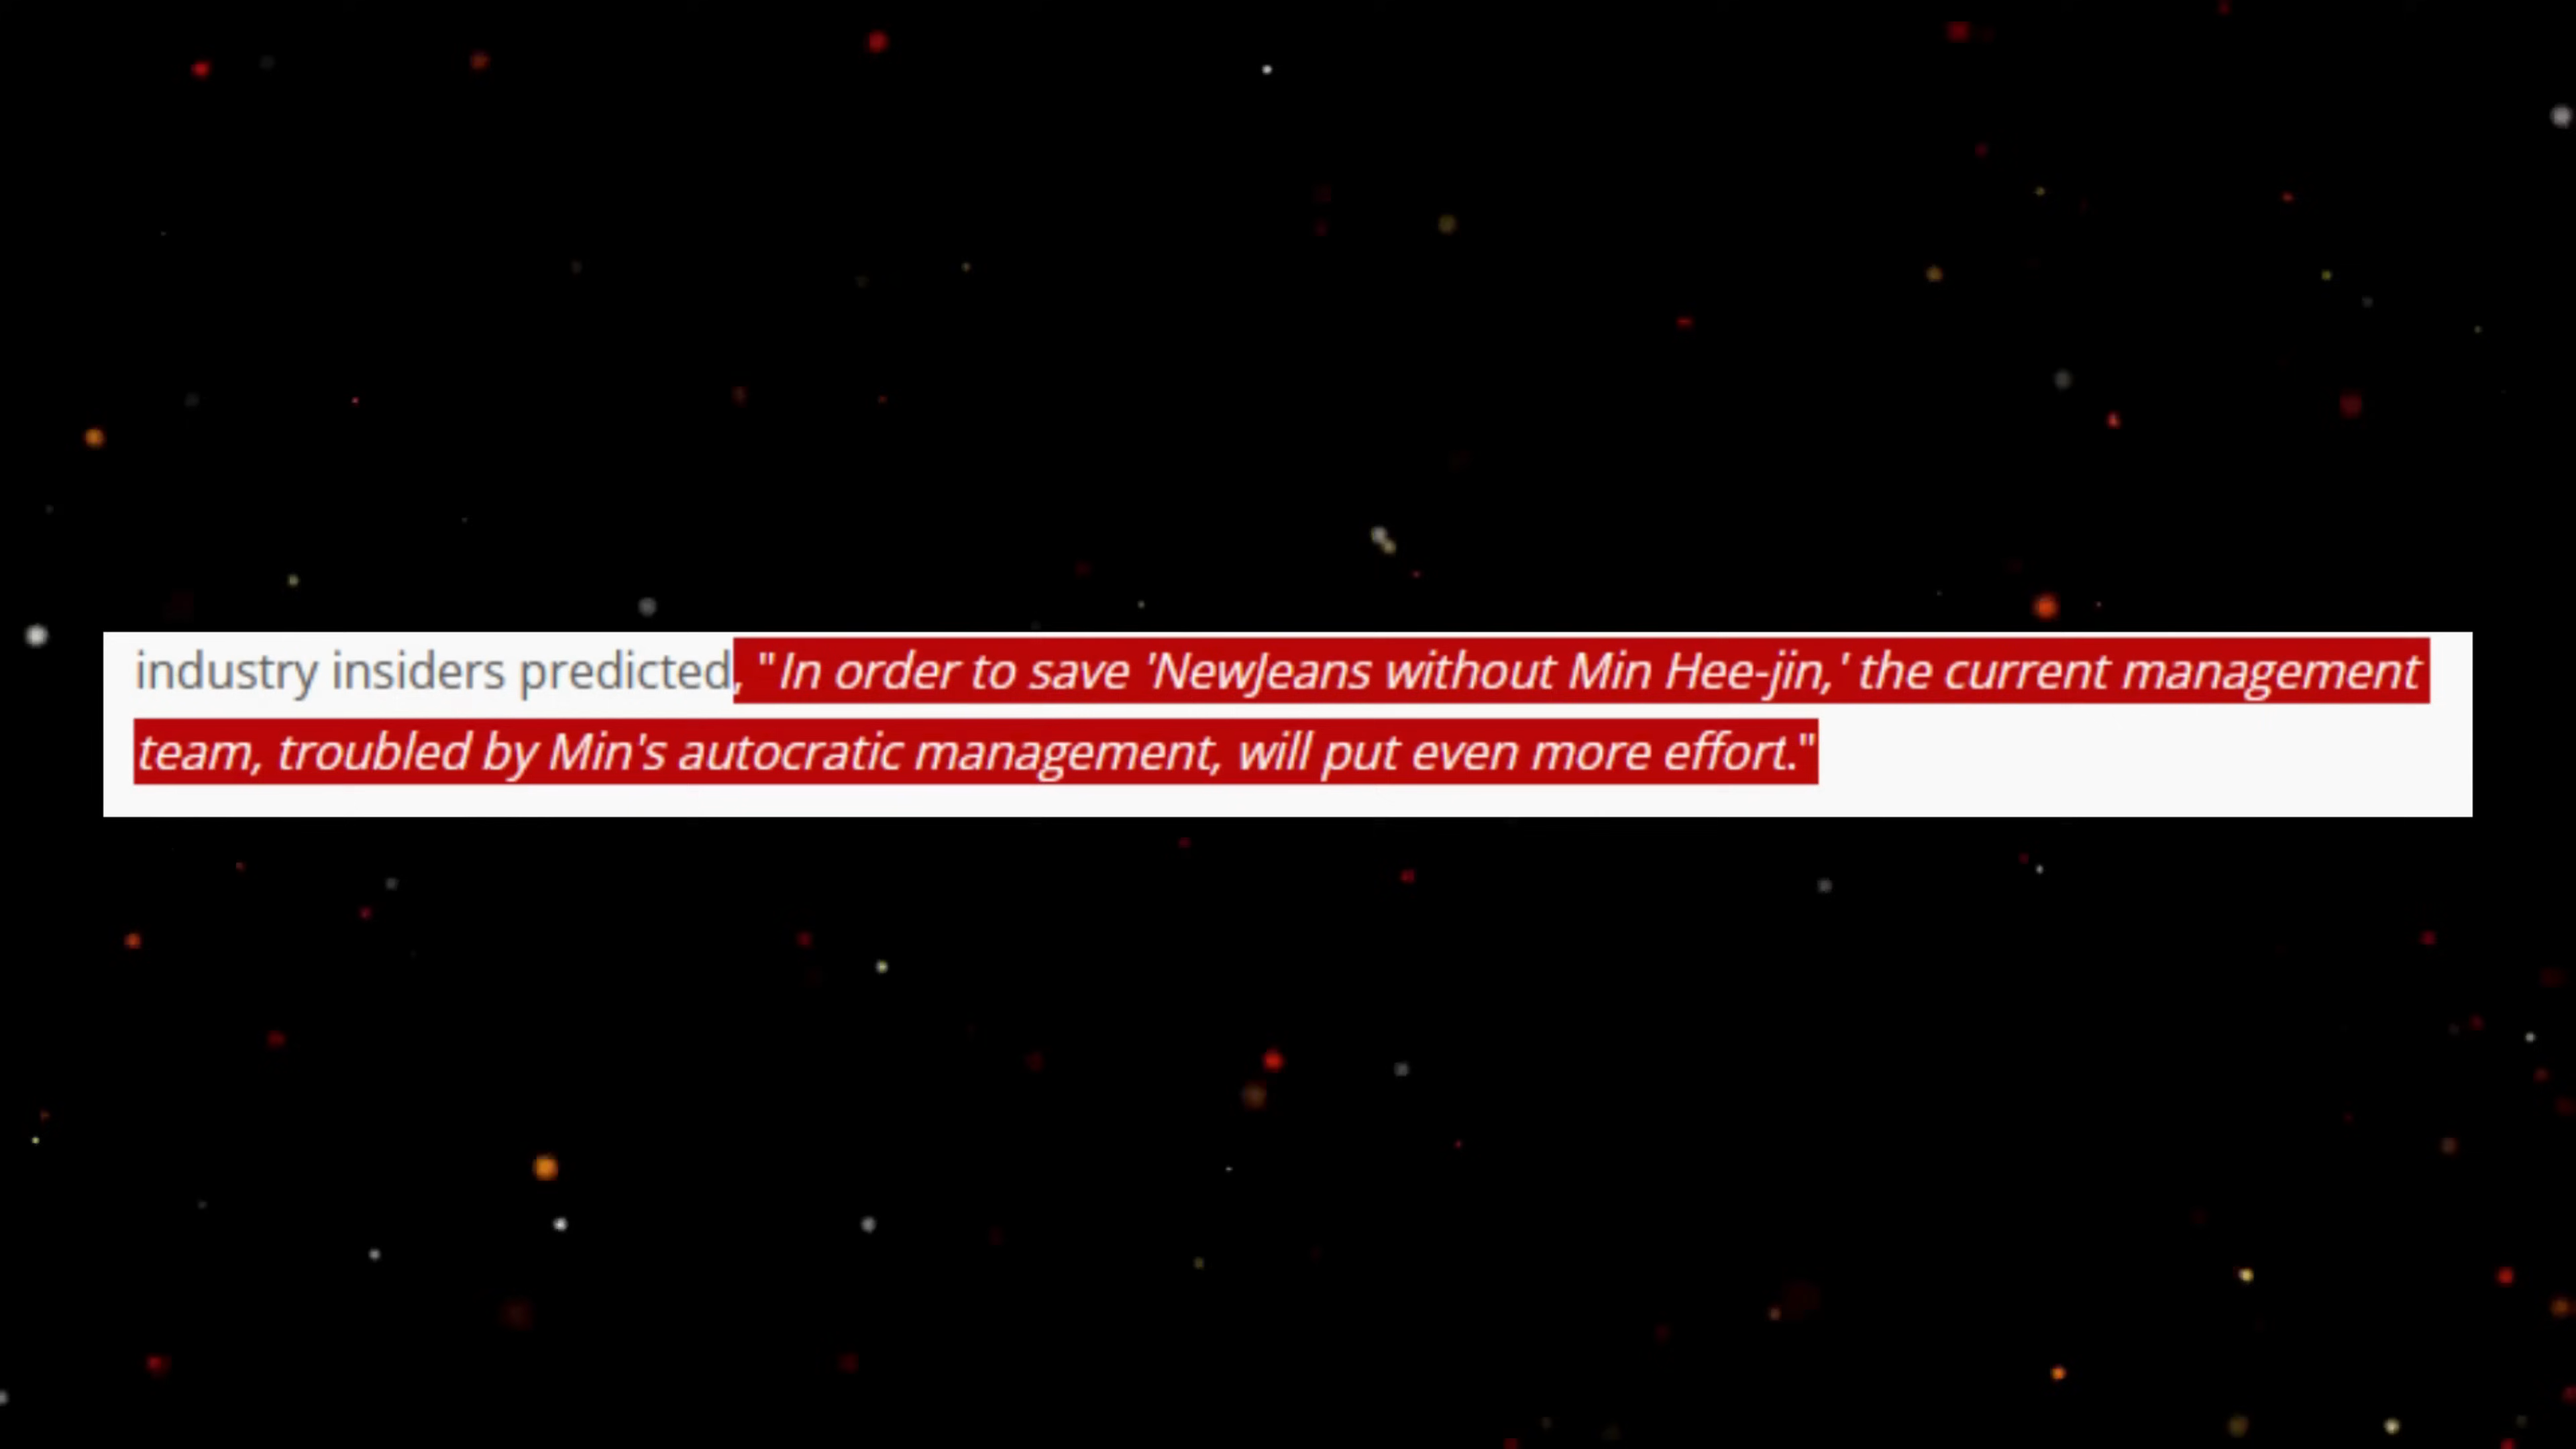 industry insiders predicted, "In order to save 'NewJeans without Min Hee-jin,' the current management
team, troubled by Min's autocratic management, will put even more effort."